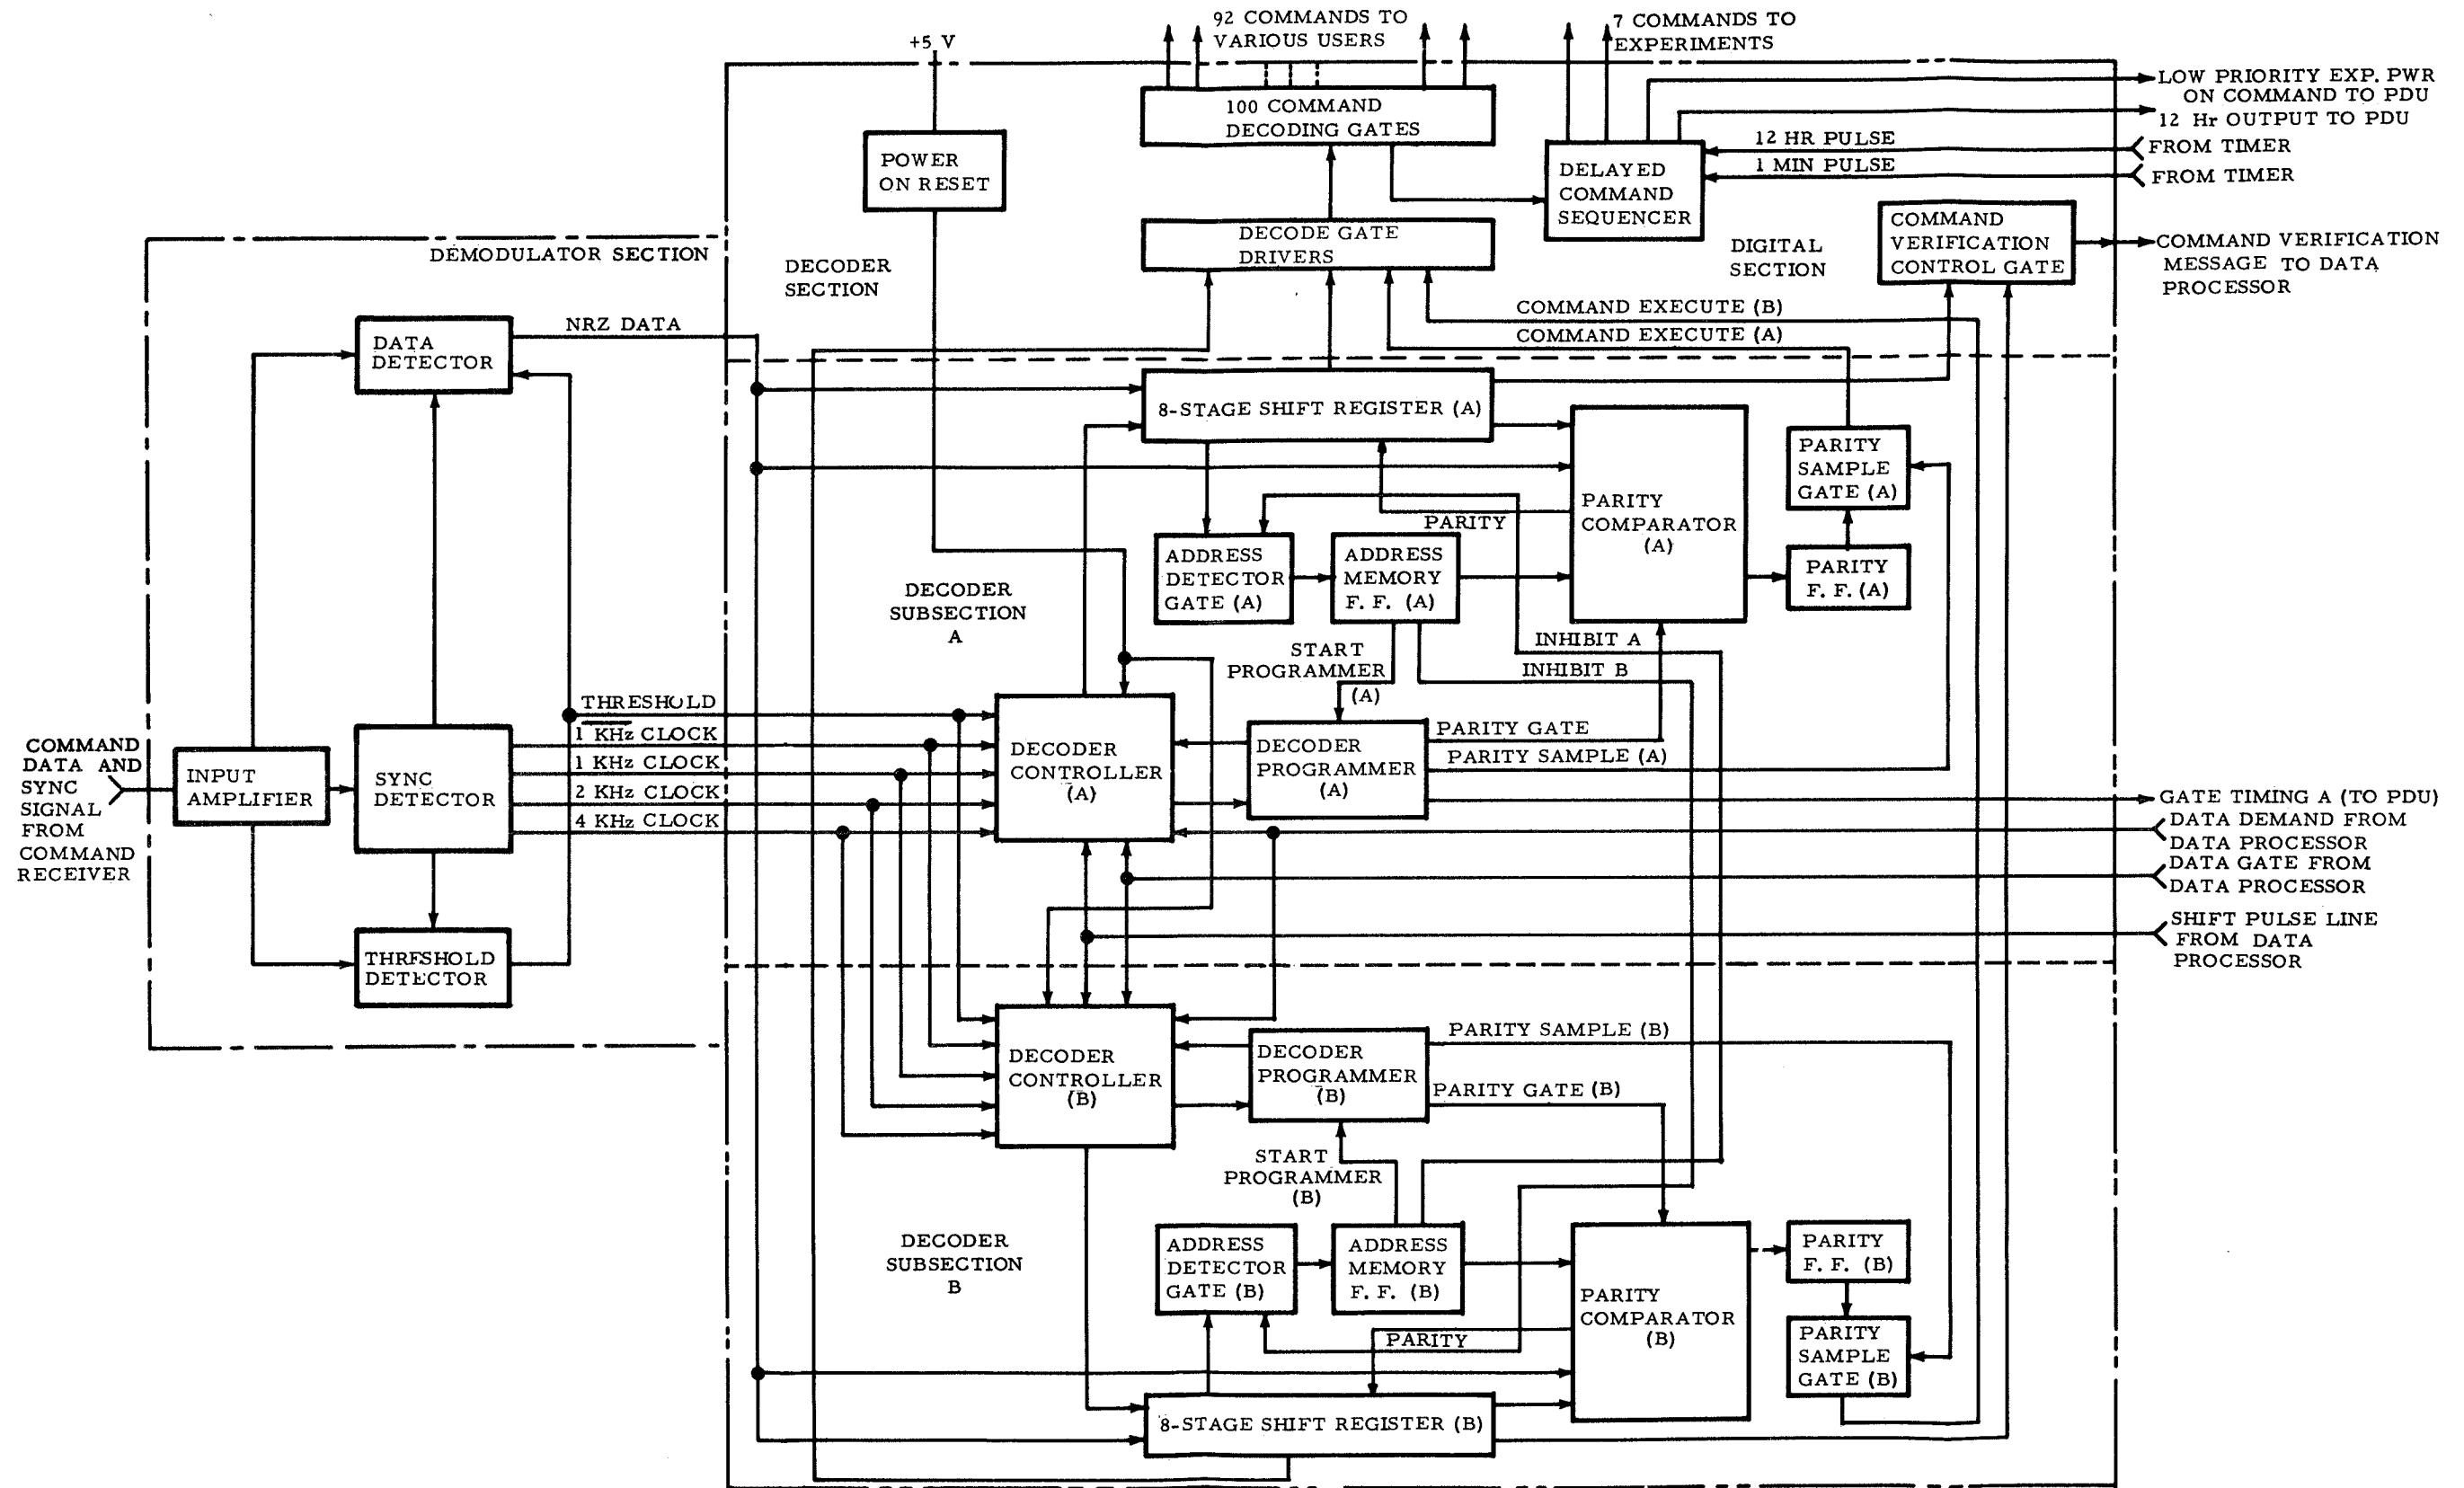 92 COMMANDS TO
VARIOUS USERS
7 COMMANDS TO
EXPERIMENTS
+5 V
LOW PRIORITY EXP. PWR
ON COMMAND TO PDU
12 Hr OUTPUT TO PDU
100 COMMAND
DECODING GATES
12 HR PULSE
FROM TIMER
1 MIN PULSE
FROM TIMER
POWER
ON RESET
DELAYED
COMMAND
SEQUENCER
DECODE GATE
DRIVERS
DIGITAL
SECTION
COMMAND
VERIFICATION
CONTROL GATE
COMMAND VERIFICATION
MESSAGE TO DATA
PROCESSOR
DEMODULATOR SECTION
DECODER
SECTION
COMMAND EXECUTE (B)
COMMAND EXECUTE (A)
NRZ DATA
DATA
DETECTOR
8-STAGE SHIFT REGISTER (A)
PARITY
SAMPLE
GATE (A)
PARITY
COMPARATOR
(A)
PARITY
ADDRESS
DETECTOR
GATE (A)
ADDRESS
MEMORY
F. F. (A)
PARITY
F. F. (A)
DECODER
SUBSECTION
A
START
PROGRAMMER
(A)
INHIBIT A
INHIBIT B
THRESHOLD
1 KHz CLOCK
1 KHz CLOCK
2 KHz CLOCK
4 KHz CLOCK
COMMAND
DATA AND
SYNC
SIGNAL
FROM
COMMAND
RECEIVER
INPUT
AMPLIFIER
SYNC
DETECTOR
DECODER
CONTROLLER
(A)
DECODER
PROGRAMMER
(A)
PARITY GATE
PARITY SAMPLE (A)
GATE TIMING A (TO PDU)
DATA DEMAND FROM
DATA PROCESSOR
DATA GATE FROM
DATA PROCESSOR
SHIFT PULSE LINE
FROM DATA
PROCESSOR
THRESHOLD
DETECTOR
DECODER
CONTROLLER
(B)
DECODER
PROGRAMMER
(B)
PARITY SAMPLE (B)
PARITY GATE (B)
START
PROGRAMMER
(B)
DECODER
SUBSECTION
B
ADDRESS
DETECTOR
GATE (B)
ADDRESS
MEMORY
F. F. (B)
PARITY
COMPARATOR
(B)
PARITY
F. F. (B)
PARITY
PARITY
SAMPLE
GATE (B)
8-STAGE SHIFT REGISTER (B)